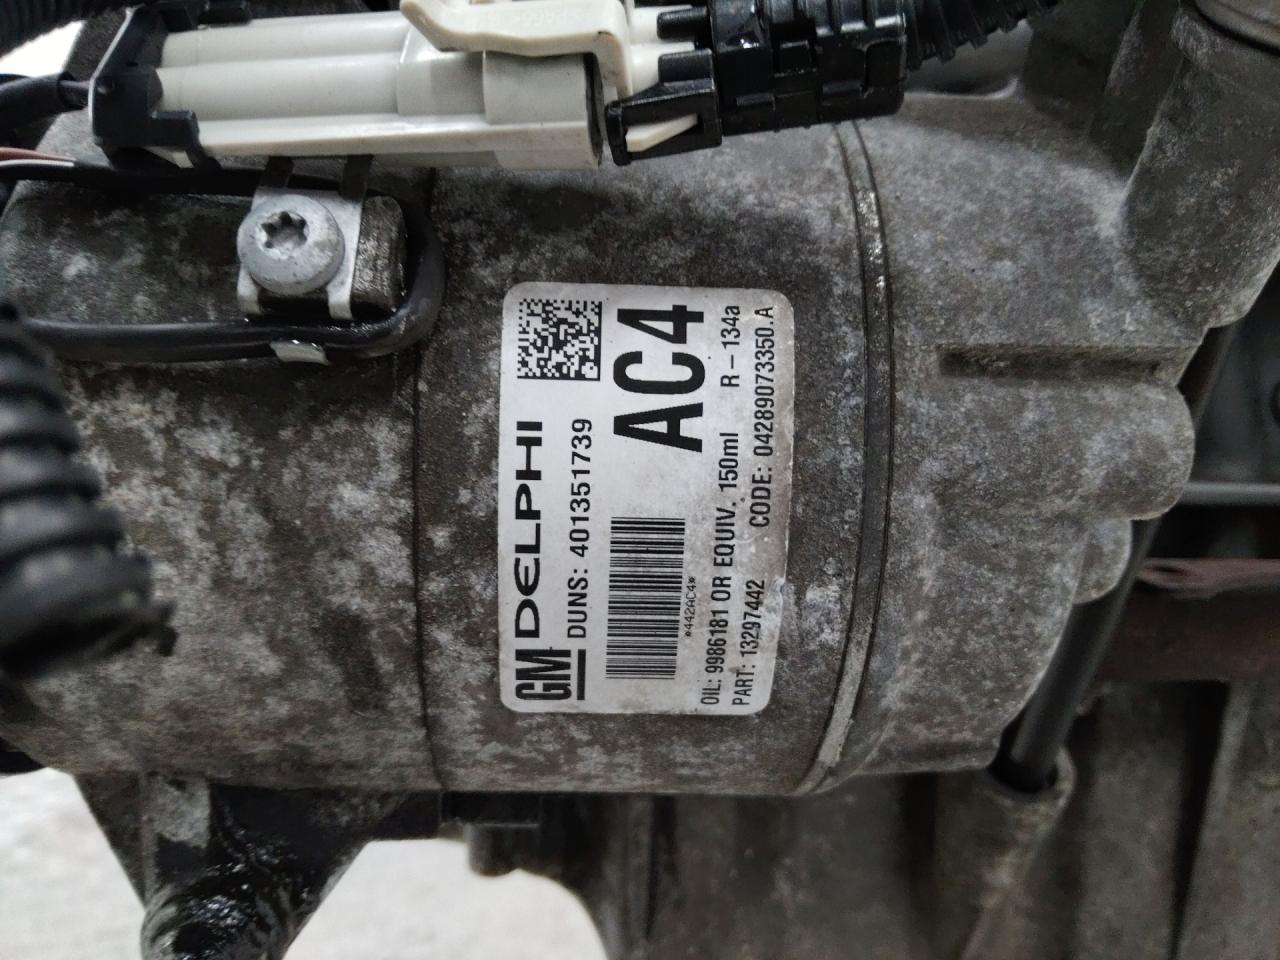 GM DELPHI
DUNS: 401351739
AC4
*442AC4*
OIL: 9986181 OR EQUIV. 150ml R-134a
PART: 13297442 CODE: 04289073350.A